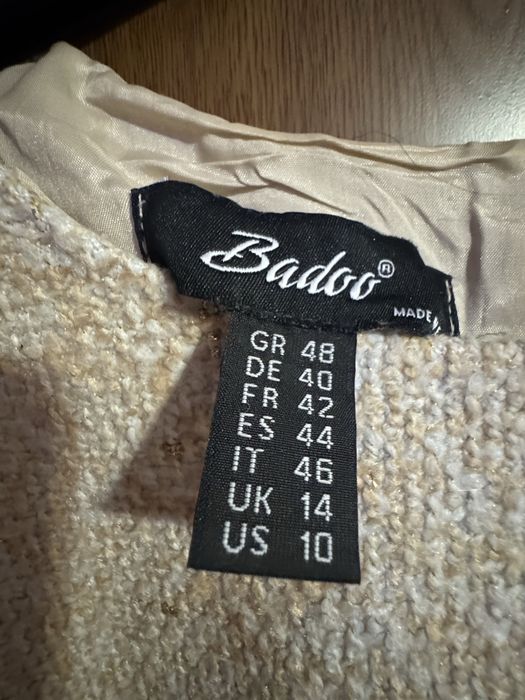 Badoo®
MADE
GR 48
DE 40
FR 42
ES 44
IT 46
UK 14
US 10